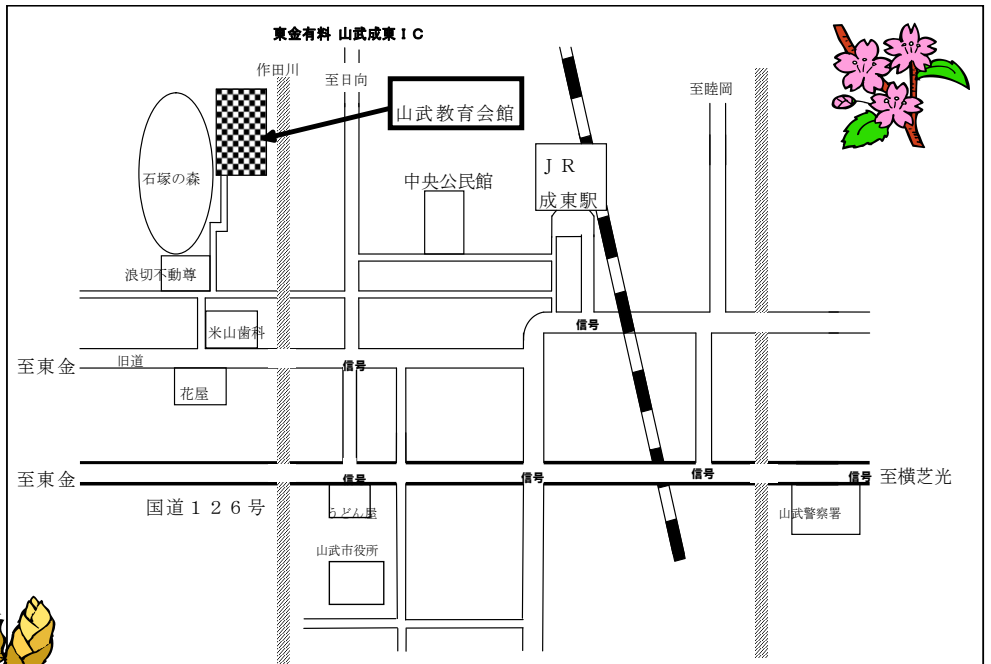 東金有料 山武成東ＩＣ
作田川
至日向
至睦岡
山武教育会館
ＪＲ
成東駅
中央公民館
石塚の森
浪切不動尊
米山歯科
信号
旧道
至東金
信号
花屋
至東金
信号
信号
信号
信号
至横芝光
国道１２６号
うどん屋
山武警察署
山武市役所